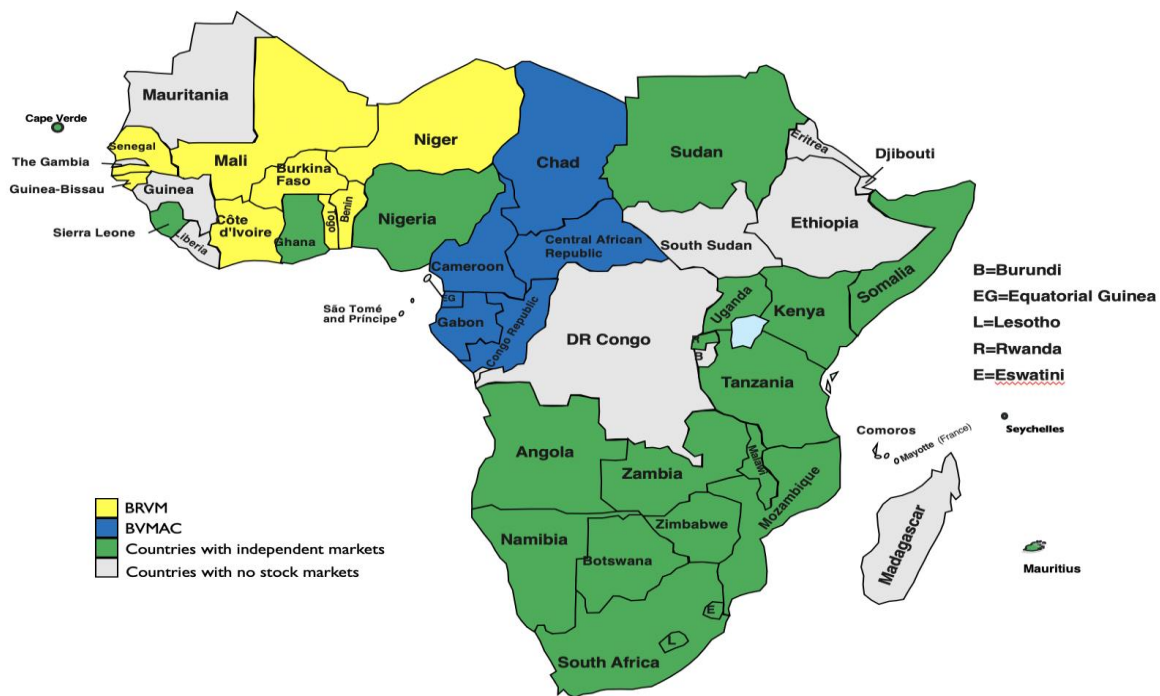 Mauritania
Cape Verde
Senegal
The Gambia
Guinea-Bissau
Guinea
Sierra Leone
Liberia
Mali
Burkina
Faso
Côte
d'Ivoire
Ghana
Togo
Benin
Niger
Nigeria
Chad
Sudan
Eritrea
Djibouti
Ethiopia
South Sudan
Somalia
Central African
Republic
Cameroon
EG
São Tomé
and Príncipe
Gabon
Congo Republic
DR Congo
Uganda
Kenya
R
B
Tanzania
B=Burundi
EG=Equatorial Guinea
L=Lesotho
R=Rwanda
E=Eswatini
Seychelles
Comoros
Mayotte (France)
Angola
Zambia
Malawi
Mozambique
Zimbabwe
Namibia
Botswana
Madagascar
Mauritius
E
L
South Africa
BRVM
BVMAC
Countries with independent markets
Countries with no stock markets